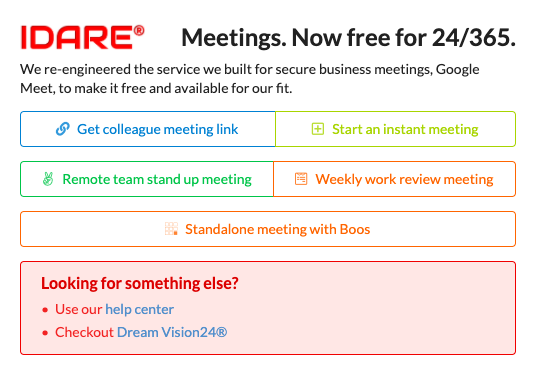 IDARE®
Meetings. Now free for 24/365.
We re-engineered the service we built for secure business meetings, Google
Meet, to make it free and available for our fit.
Get colleague meeting link
Start an instant meeting
Remote team stand up meeting
Weekly work review meeting
Standalone meeting with Boos
Looking for something else?
• Use our help center
• Checkout Dream Vision24®